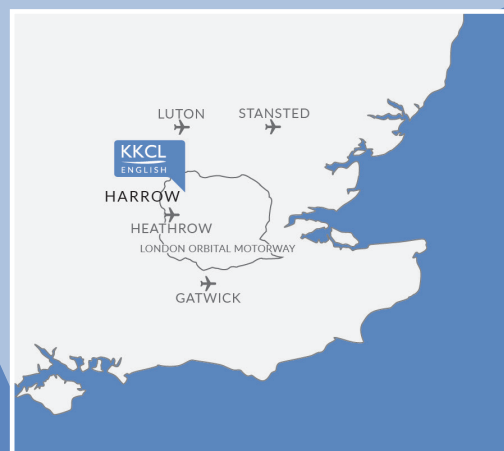 LUTON
STANSTED
KKCL
ENGLISH
HARROW
HEATHROW
LONDON ORBITAL MOTORWAY
GATWICK